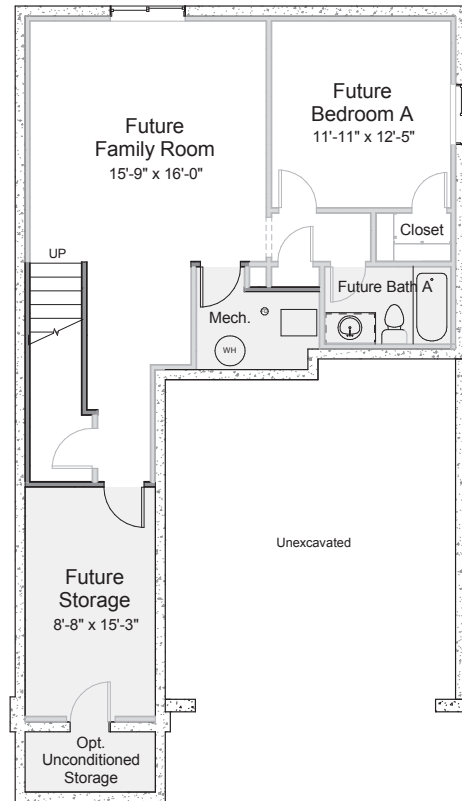 Future
Family Room
15'-9" x 16'-0"
Future
Bedroom A
11'-11" x 12'-5"
Closet
UP
Future Bath A
Mech.
WH
Unexcavated
Future
Storage
8'-8" x 15'-3"
Opt.
Unconditioned
Storage